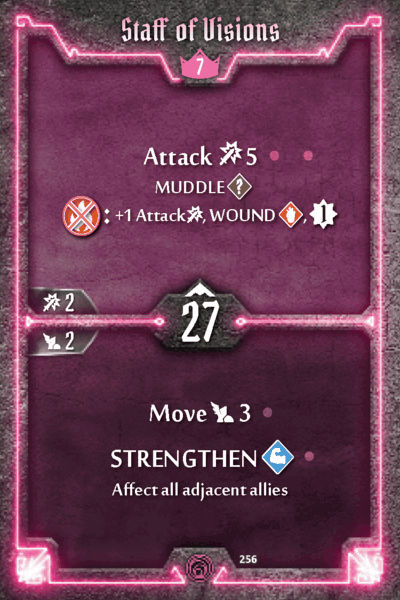 Staff of Visions
7
Attack 5
MUDDLE ?
: +1 Attack, WOUND, 1
2
27
2
Move 3
STRENGTHEN
Affect all adjacent allies
256